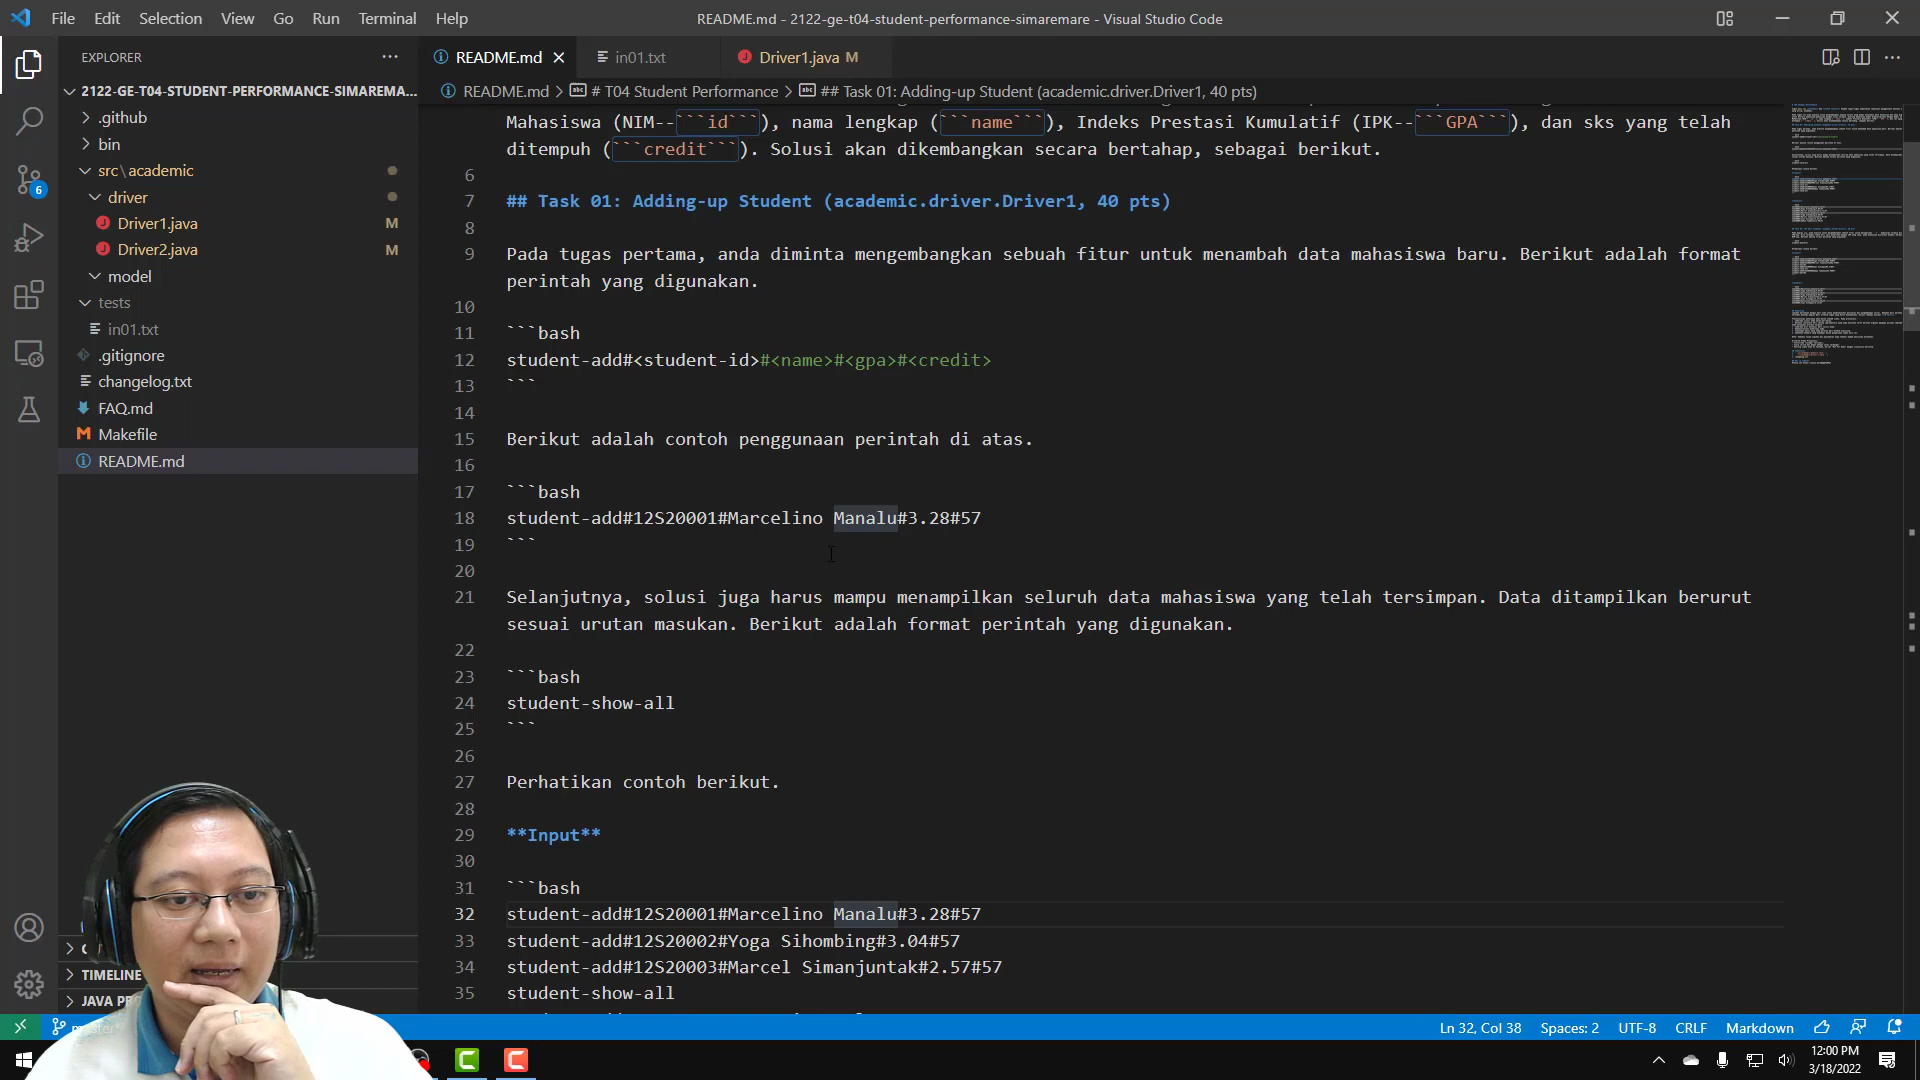 File Edit Selection View Go Run Terminal Help
README.md - 2122-ge-t04-student-performance-simaremare - Visual Studio Code
EXPLORER
2122-GE-T04-STUDENT-PERFORMANCE-SIMAREMA...
.github
bin
src\academic
driver
Driver1.java M
Driver2.java M
model
tests
in01.txt
.gitignore
changelog.txt
FAQ.md
Makefile
README.md
6
TIMELINE
JAVA PR
README.md in01.txt Driver1.java M
README.md > # T04 Student Performance > ## Task 01: Adding-up Student (academic.driver.Driver1, 40 pts)
Mahasiswa (NIM--```id```), nama lengkap (```name```), Indeks Prestasi Kumulatif (IPK--```GPA```), dan sks yang telah
ditempuh (```credit```). Solusi akan dikembangkan secara bertahap, sebagai berikut.
6
7 ## Task 01: Adding-up Student (academic.driver.Driver1, 40 pts)
8
9 Pada tugas pertama, anda diminta mengembangkan sebuah fitur untuk menambah data mahasiswa baru. Berikut adalah format
perintah yang digunakan.
10
11 ```bash
12 student-add#<student-id>#<name>#<gpa>#<credit>
13 ```
14
15 Berikut adalah contoh penggunaan perintah di atas.
16
17 ```bash
18 student-add#12S20001#Marcelino Manalu#3.28#57
19 ```
20
21 Selanjutnya, solusi juga harus mampu menampilkan seluruh data mahasiswa yang telah tersimpan. Data ditampilkan berurut
sesuai urutan masukan. Berikut adalah format perintah yang digunakan.
22
23 ```bash
24 student-show-all
25 ```
26
27 Perhatikan contoh berikut.
28
29 **Input**
30
31 ```bash
32 student-add#12S20001#Marcelino Manalu#3.28#57
33 student-add#12S20002#Yoga Sihombing#3.04#57
34 student-add#12S20003#Marcel Simanjuntak#2.57#57
35 student-show-all
Ln 32, Col 38 Spaces: 2 UTF-8 CRLF Markdown
12:00 PM
3/18/2022